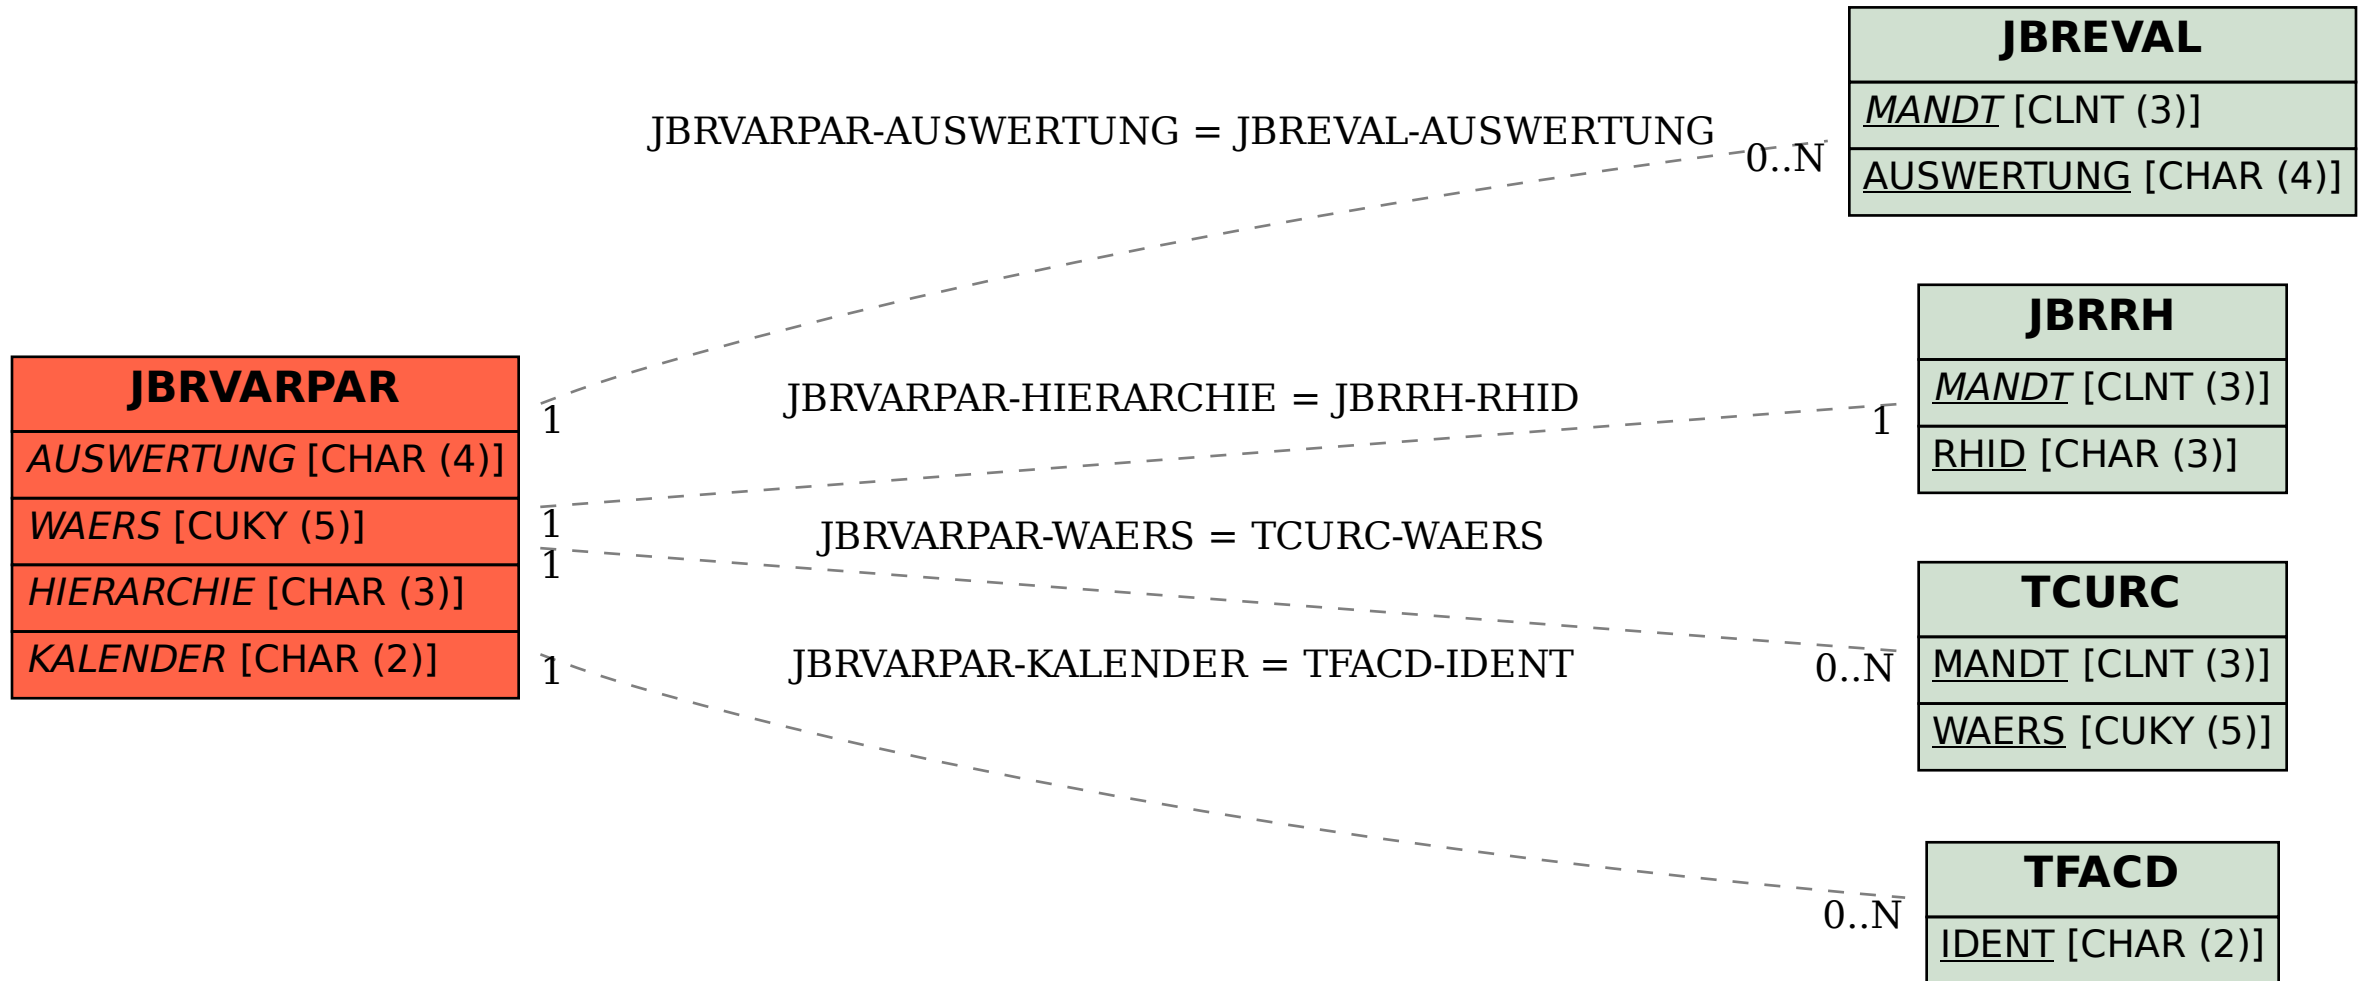 JBRVARPAR
AUSWERTUNG [CHAR (4)]
WAERS [CUKY (5)]
HIERARCHIE [CHAR (3)]
KALENDER [CHAR (2)]
JBRVARPAR-AUSWERTUNG = JBREVAL-AUSWERTUNG
1
0..N
JBRVARPAR-HIERARCHIE = JBRRH-RHID
1
1
JBRVARPAR-WAERS = TCURC-WAERS
1
0..N
JBRVARPAR-KALENDER = TFACD-IDENT
1
0..N
JBREVAL
MANDT [CLNT (3)]
AUSWERTUNG [CHAR (4)]
JBRRH
MANDT [CLNT (3)]
RHID [CHAR (3)]
TCURC
MANDT [CLNT (3)]
WAERS [CUKY (5)]
TFACD
IDENT [CHAR (2)]